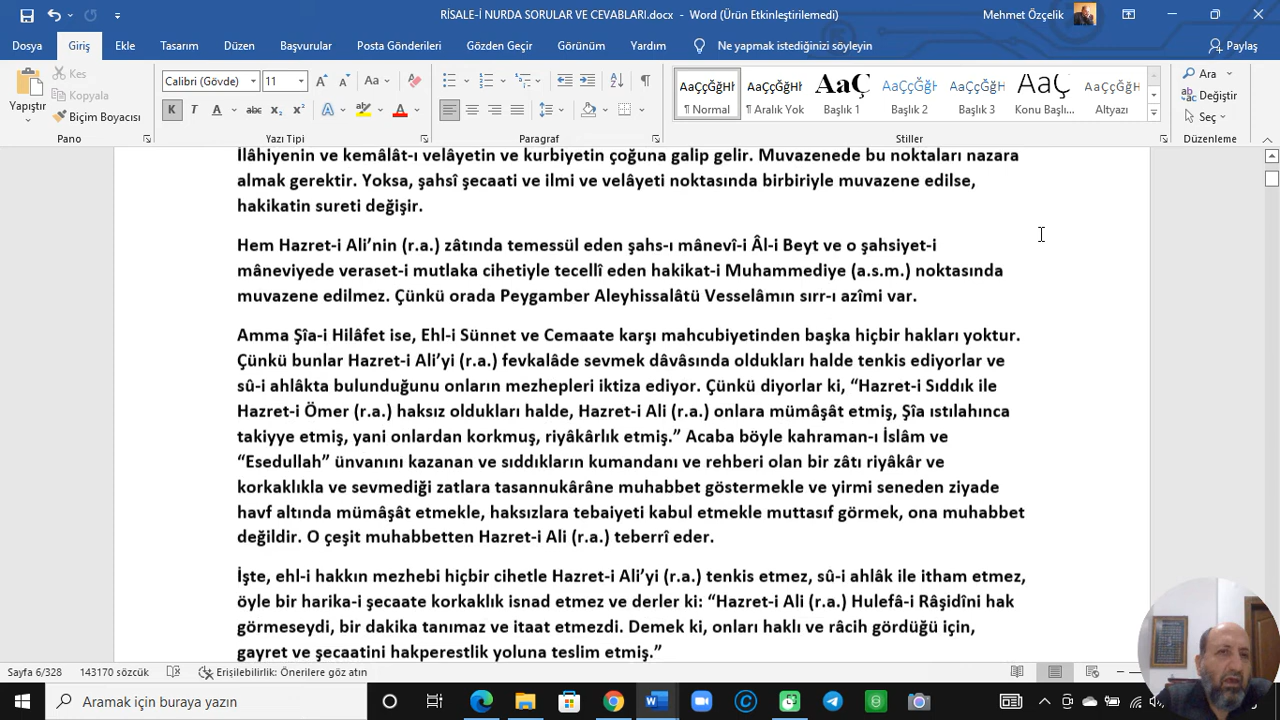 RİSALE-İ NURDA SORULAR VE CEVABLARI.docx - Word (Ürün Etkinleştirilemedi)
Mehmet Özçelik
Dosya Giriş Ekle Tasarım Düzen Başvurular Posta Gönderileri Gözden Geçir Görünüm Yardım Ne yapmak istediğinizi söyleyin Paylaş
Yapıştır
Kes
Kopyala
Biçim Boyacısı
Pano
Calibri (Gövde) 11
Yazı Tipi
Paragraf
AaÇçĞğHł AaÇçĞğHł AaÇ AaÇçĞğŀ AaÇçĞğH AaÇ AaÇçĞğH
¶ Normal ¶ Aralık Yok Başlık 1 Başlık 2 Başlık 3 Konu Başlı... Altyazı
Stiller
Ara
Değiştir
Seç
Düzenleme
İlâhiyenin ve kemâlât-ı velâyetin ve kurbiyetin çoğuna galip gelir. Muvazenede bu noktaları nazara
almak gerektir. Yoksa, şahsî şecaati ve ilmi ve velâyeti noktasında birbiriyle muvazene edilse,
hakikatin sureti değişir.
Hem Hazret-i Ali’nin (r.a.) zâtında temessül eden şahs-ı mânevî-i Âl-i Beyt ve o şahsiyet-i
mâneviyede veraset-i mutlaka cihetiyle tecellî eden hakikat-i Muhammediye (a.s.m.) noktasında
muvazene edilmez. Çünkü orada Peygamber Aleyhissalâtü Vesselâmın sırr-ı azîmi var.
Amma Şîa-i Hilâfet ise, Ehl-i Sünnet ve Cemaate karşı mahcubiyetinden başka hiçbir hakları yoktur.
Çünkü bunlar Hazret-i Ali’yi (r.a.) fevkalâde sevmek dâvâsında oldukları halde tenkis ediyorlar ve
sû-i ahlâkta bulunduğunu onların mezhepleri iktiza ediyor. Çünkü diyorlar ki, “Hazret-i Sıddık ile
Hazret-i Ömer (r.a.) haksız oldukları halde, Hazret-i Ali (r.a.) onlara mümâşât etmiş, Şîa ıstılahınca
takiyye etmiş, yani onlardan korkmuş, riyâkârlık etmiş.” Acaba böyle kahraman-ı İslâm ve
“Esedullah” ünvanını kazanan ve sıddıkların kumandanı ve rehberi olan bir zâtı riyâkâr ve
korkaklıkla ve sevmediği zatlara tasannukârâne muhabbet göstermekle ve yirmi seneden ziyade
havf altında mümâşât etmekle, haksızlara tebaiyeti kabul etmekle muttasıf görmek, ona muhabbet
değildir. O çeşit muhabbetten Hazret-i Ali (r.a.) teberrî eder.
İşte, ehl-i hakkın mezhebi hiçbir cihetle Hazret-i Ali’yi (r.a.) tenkis etmez, sû-i ahlâk ile itham etmez,
öyle bir harika-i şecaate korkaklık isnad etmez ve derler ki: “Hazret-i Ali (r.a.) Hulefâ-i Râşidîni hak
görmeseydi, bir dakika tanımaz ve itaat etmezdi. Demek ki, onları haklı ve râcih gördüğü için,
gayret ve şecaatini hakperestlik yoluna teslim etmiş.”
Sayfa 6/328 143170 sözcük Erişilebilirlik: Önerilere göz atın
Aramak için buraya yazın